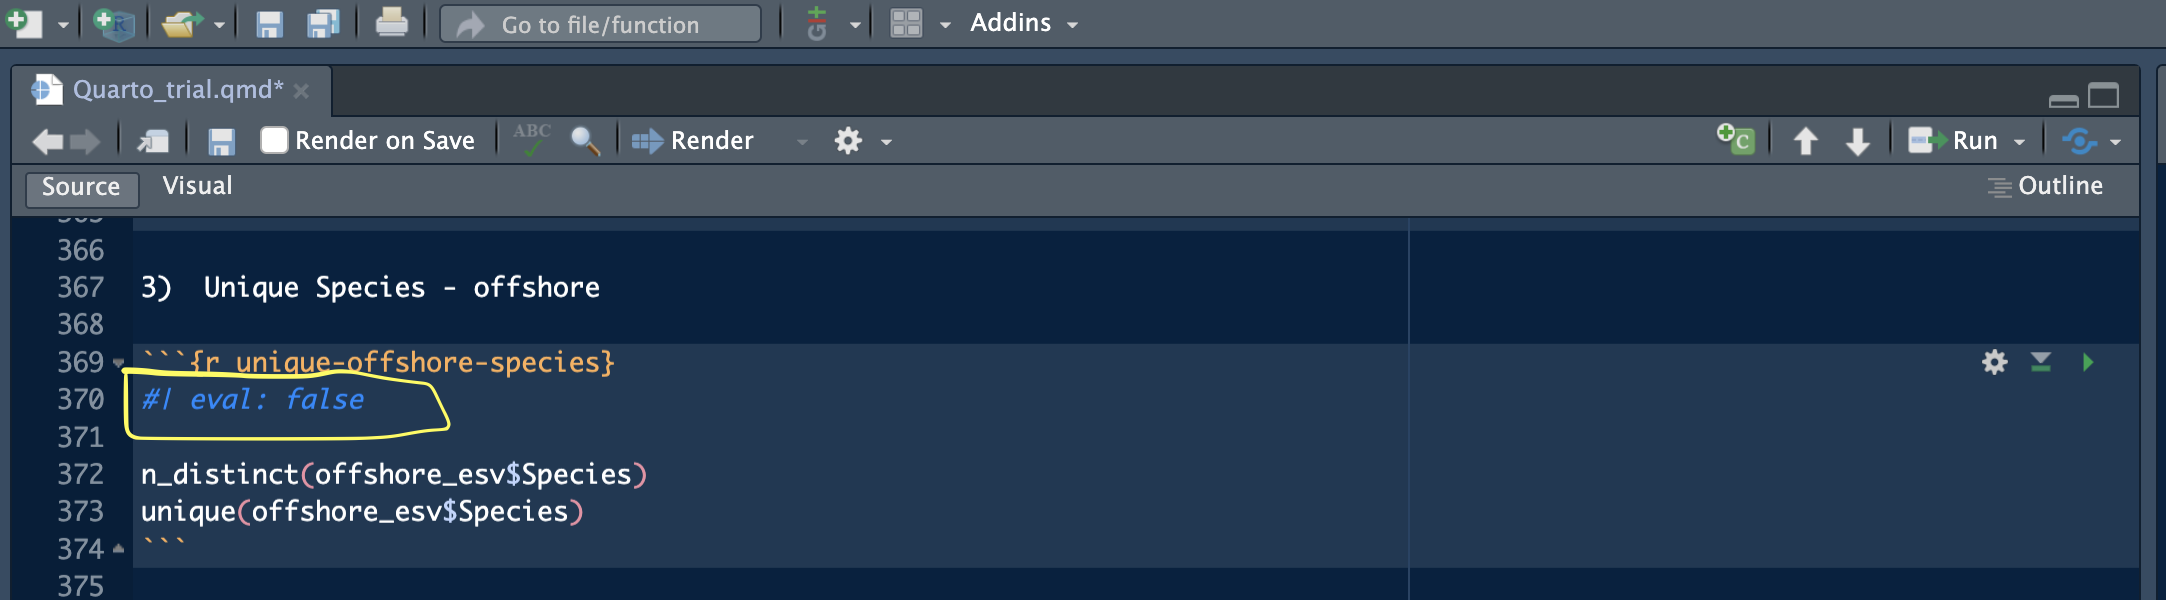 Go to file/function
Addins
Quarto_trial.qmd*
Render on Save
ABC
Render
Run
Source
Visual
Outline
366
367 3)  Unique Species - offshore
368
369 ```{r unique-offshore-species}
370 #| eval: false
371
372 n_distinct(offshore_esv$Species)
373 unique(offshore_esv$Species)
374 ```
375